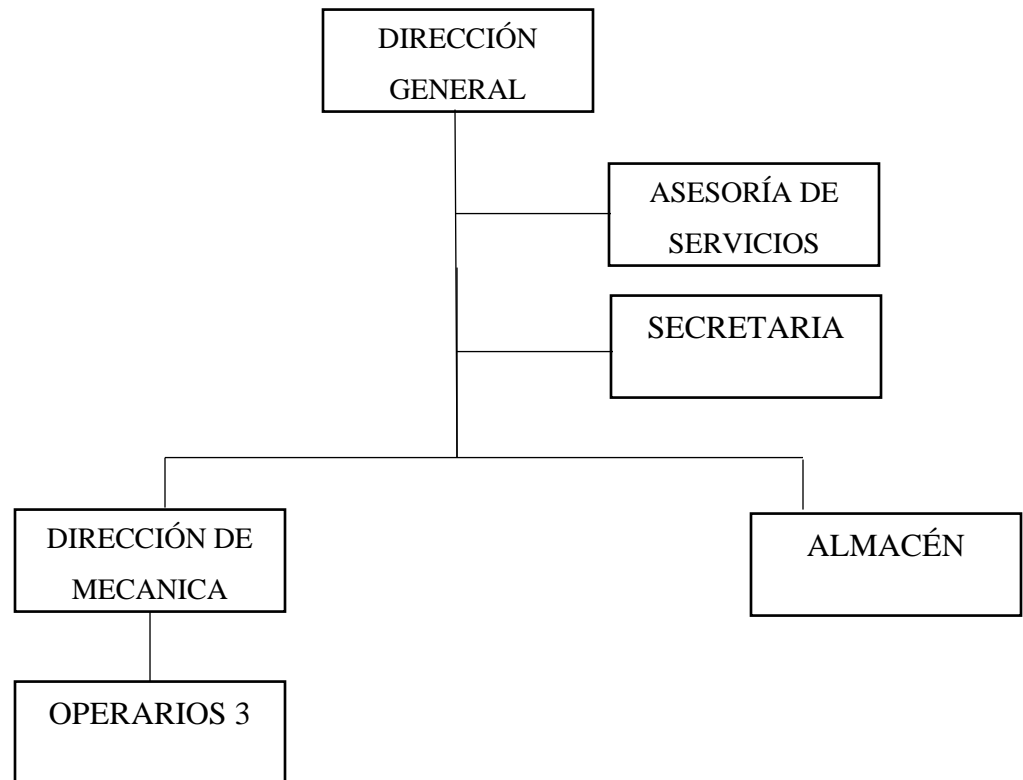 DIRECCIÓN
GENERAL
ASESORÍA DE
SERVICIOS
SECRETARIA
DIRECCIÓN DE
MECANICA
ALMACÉN
OPERARIOS 3